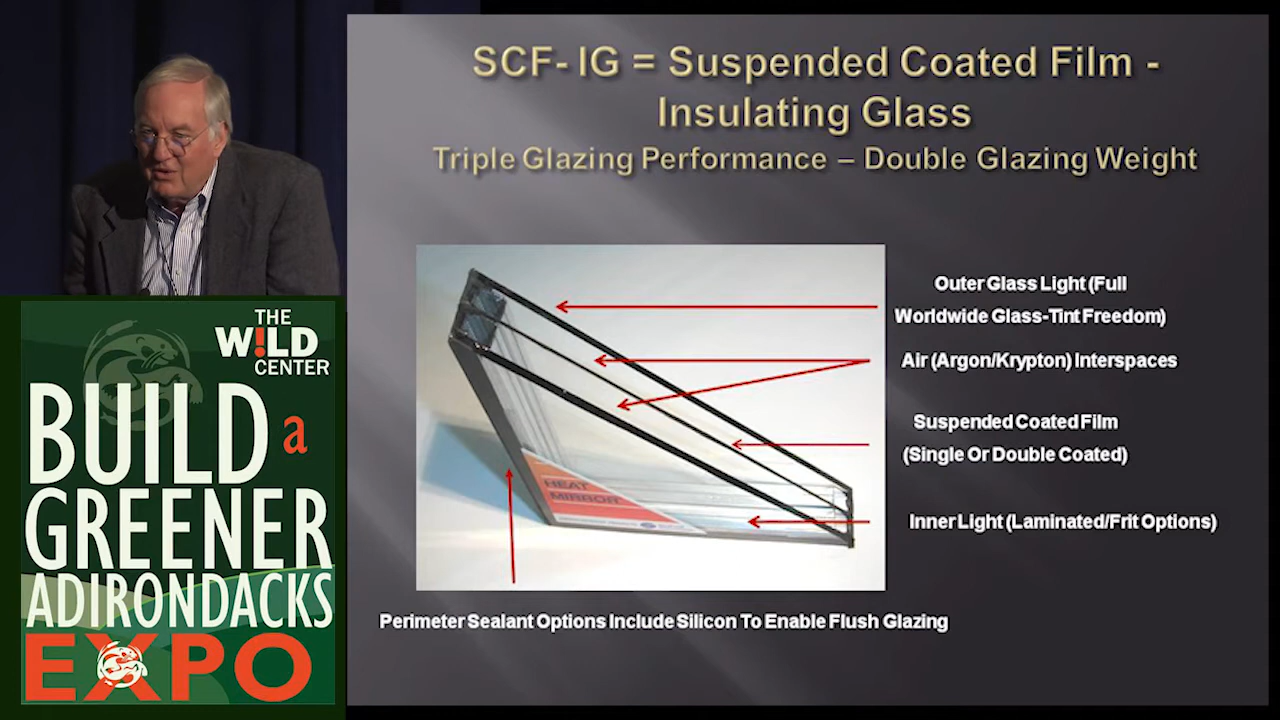 SCF- IG = Suspended Coated Film -
Insulating Glass
Triple Glazing Performance – Double Glazing Weight
Outer Glass Light (Full
Worldwide Glass-Tint Freedom)
Air (Argon/Krypton) Interspaces
Suspended Coated Film
(Single Or Double Coated)
Inner Light (Laminated/Frit Options)
HEAT
MIRROR
Perimeter Sealant Options Include Silicon To Enable Flush Glazing
THE
W!LD
CENTER
BUILD a
GREENER
ADIRONDACKS
EXPO